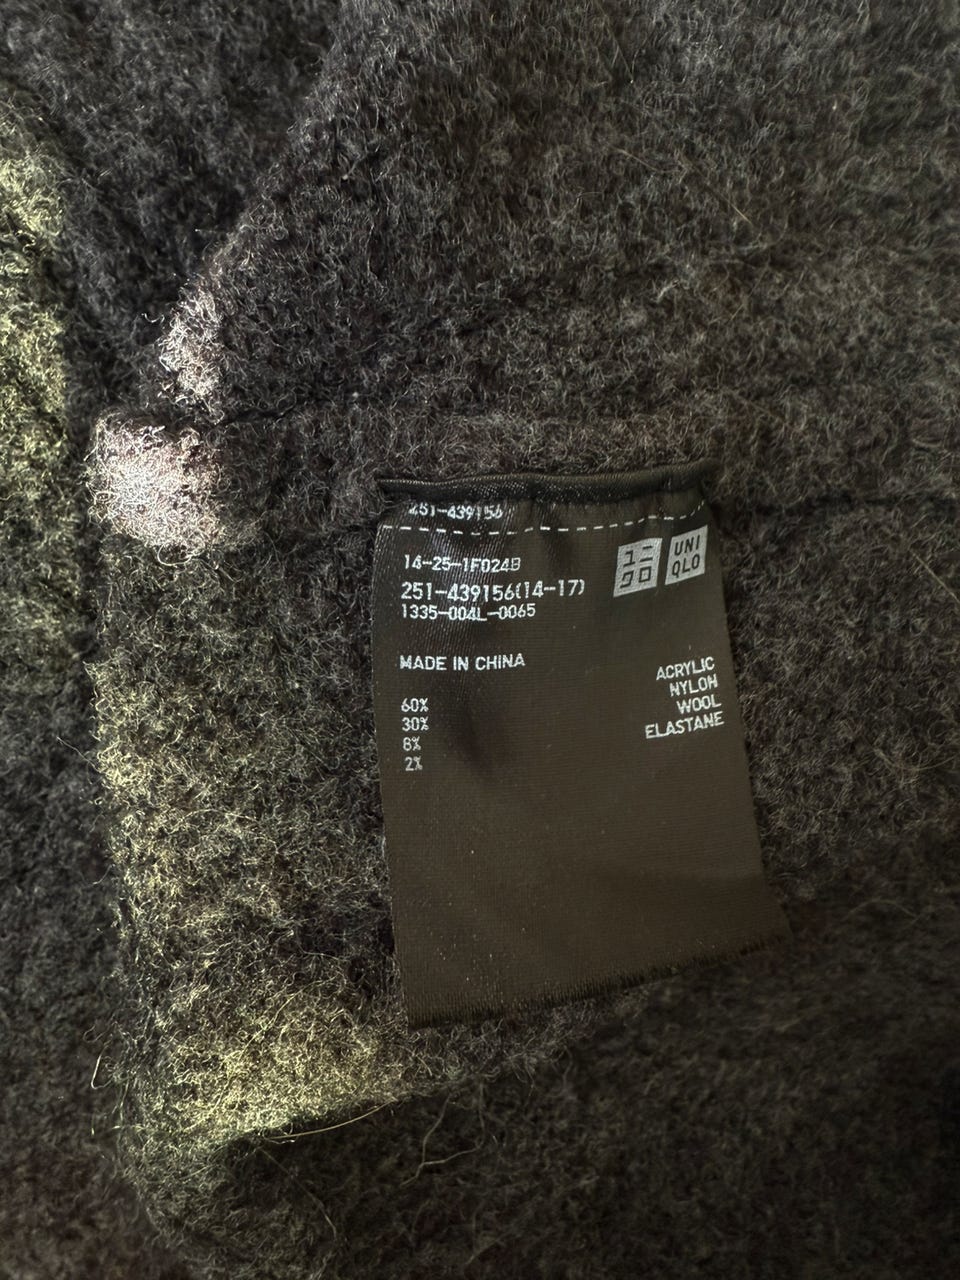 251-439156
14-25-1F024B
251-439156(14-17)
1335-004L-0065
ユニ
クロ
UNI
QLO
MADE IN CHINA
60% ACRYLIC
30% NYLON
8% WOOL
2% ELASTANE